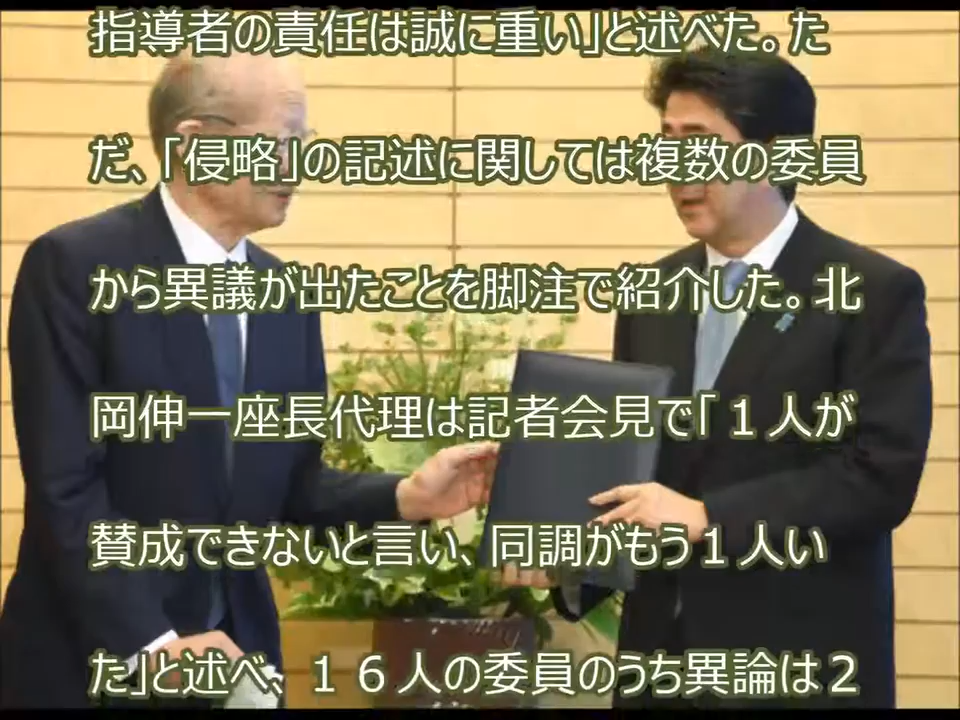 指導者の責任は誠に重い」と述べた。た
だ、「侵略」の記述に関しては複数の委員
から異議が出たことを脚注で紹介した。北
岡伸一座長代理は記者会見で「１人が
賛成できないと言い、同調がもう１人い
た」と述べ、１６人の委員のうち異論は２